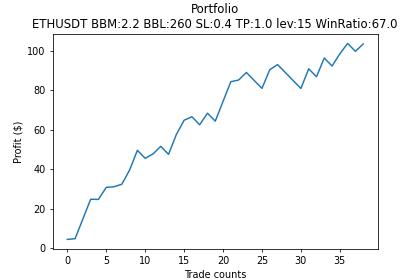 Portfolio
ETHUSDT BBM:2.2 BBL:260 SL:0.4 TP:1.0 lev:15 WinRatio:67.0
100
80
60
40
20
0
Profit ($)
0 5 10 15 20 25 30 35
Trade counts